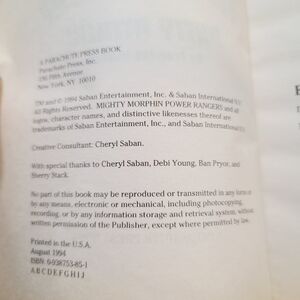 A PARACHUTE PRESS BOOK
Parachute Press, Inc.
156 Fifth Avenue
New York, NY 10010
TM and © 1994 Saban Entertainment, Inc. & Saban International N.V.
All Rights Reserved. MIGHTY MORPHIN POWER RANGERS and all
logos, character names, and distinctive likenesses thereof are
trademarks of Saban Entertainment, Inc., and Saban International N.V.
Creative Consultant: Cheryl Saban.
With special thanks to Cheryl Saban, Debi Young, Ban Pryor, and
Sherry Stack.
No part of this book may be reproduced or transmitted in any form or
by any means, electronic or mechanical, including photocopying,
recording, or by any information storage and retrieval system, without
written permission of the Publisher, except where permitted by law.
Printed in the U.S.A.
August 1994
ISBN: 0-938753-85-1
A B C D E F G H I J